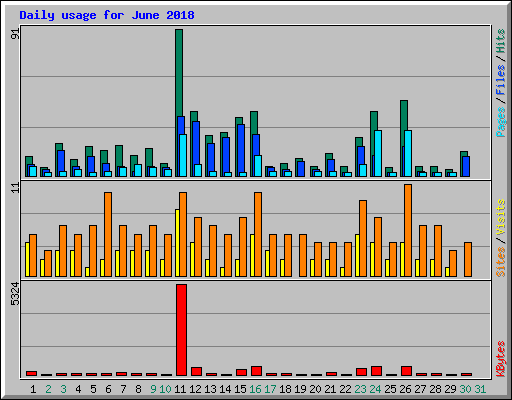 Daily usage for June 2018
91
Pages / Files / Hits
11
Sites / Visits
5324
KBytes
1 2 3 4 5 6 7 8 9 10 11 12 13 14 15 16 17 18 19 20 21 22 23 24 25 26 27 28 29 30 31